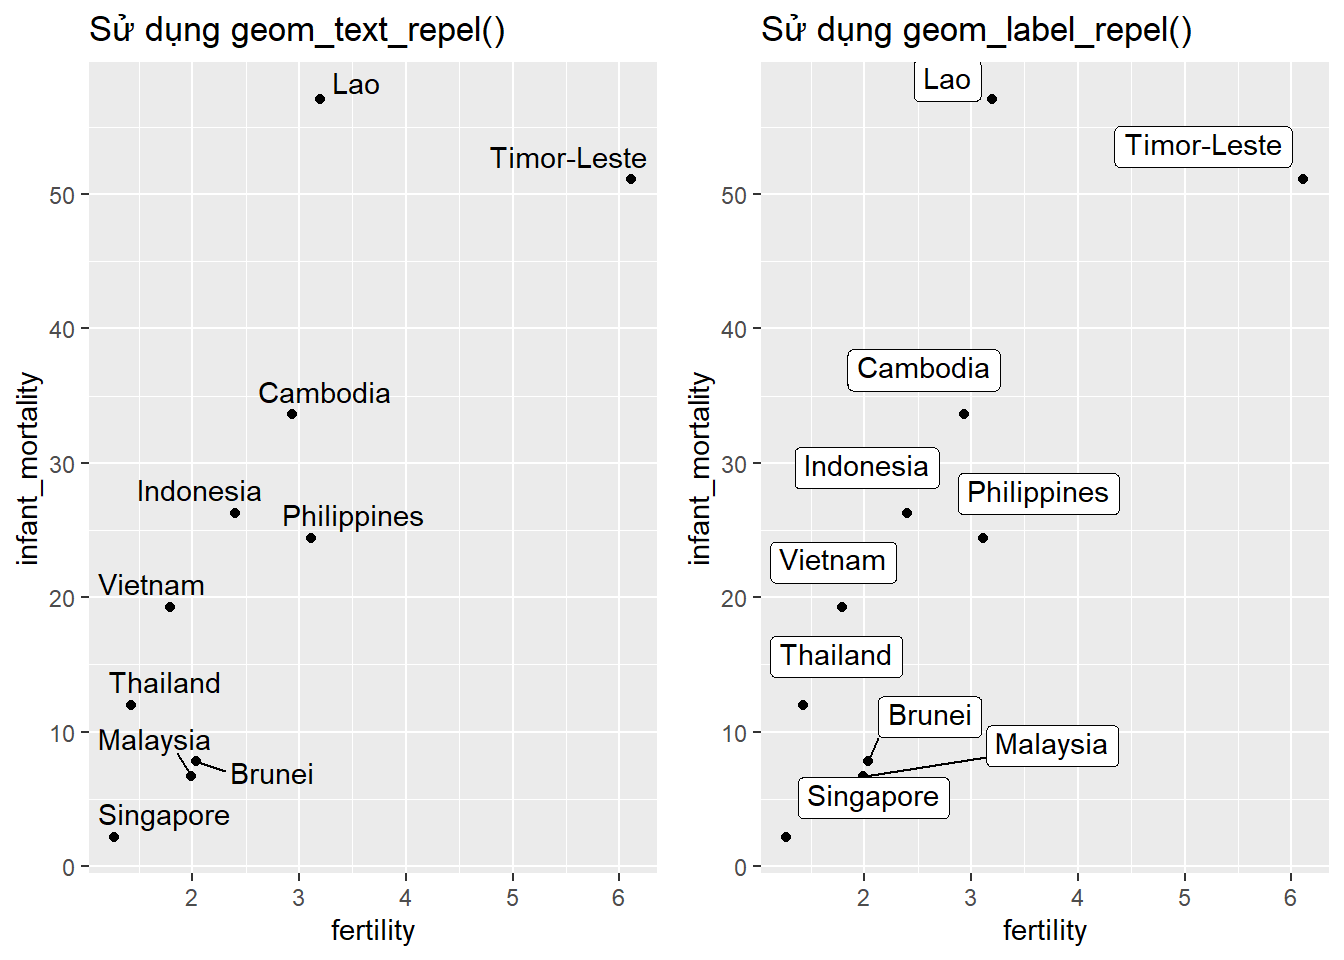 Sử dụng geom_text_repel()
Lao
Timor-Leste
50
40
Cambodia
infant_mortality
30
Indonesia
Philippines
Vietnam
20
Thailand
10
Malaysia
Brunei
Singapore
0
2
3
4
5
6
fertility
Sử dụng geom_label_repel()
Lao
Timor-Leste
50
40
Cambodia
infant_mortality
30
Indonesia
Philippines
Vietnam
20
Thailand
Brunei
10
Malaysia
Singapore
0
2
3
4
5
6
fertility